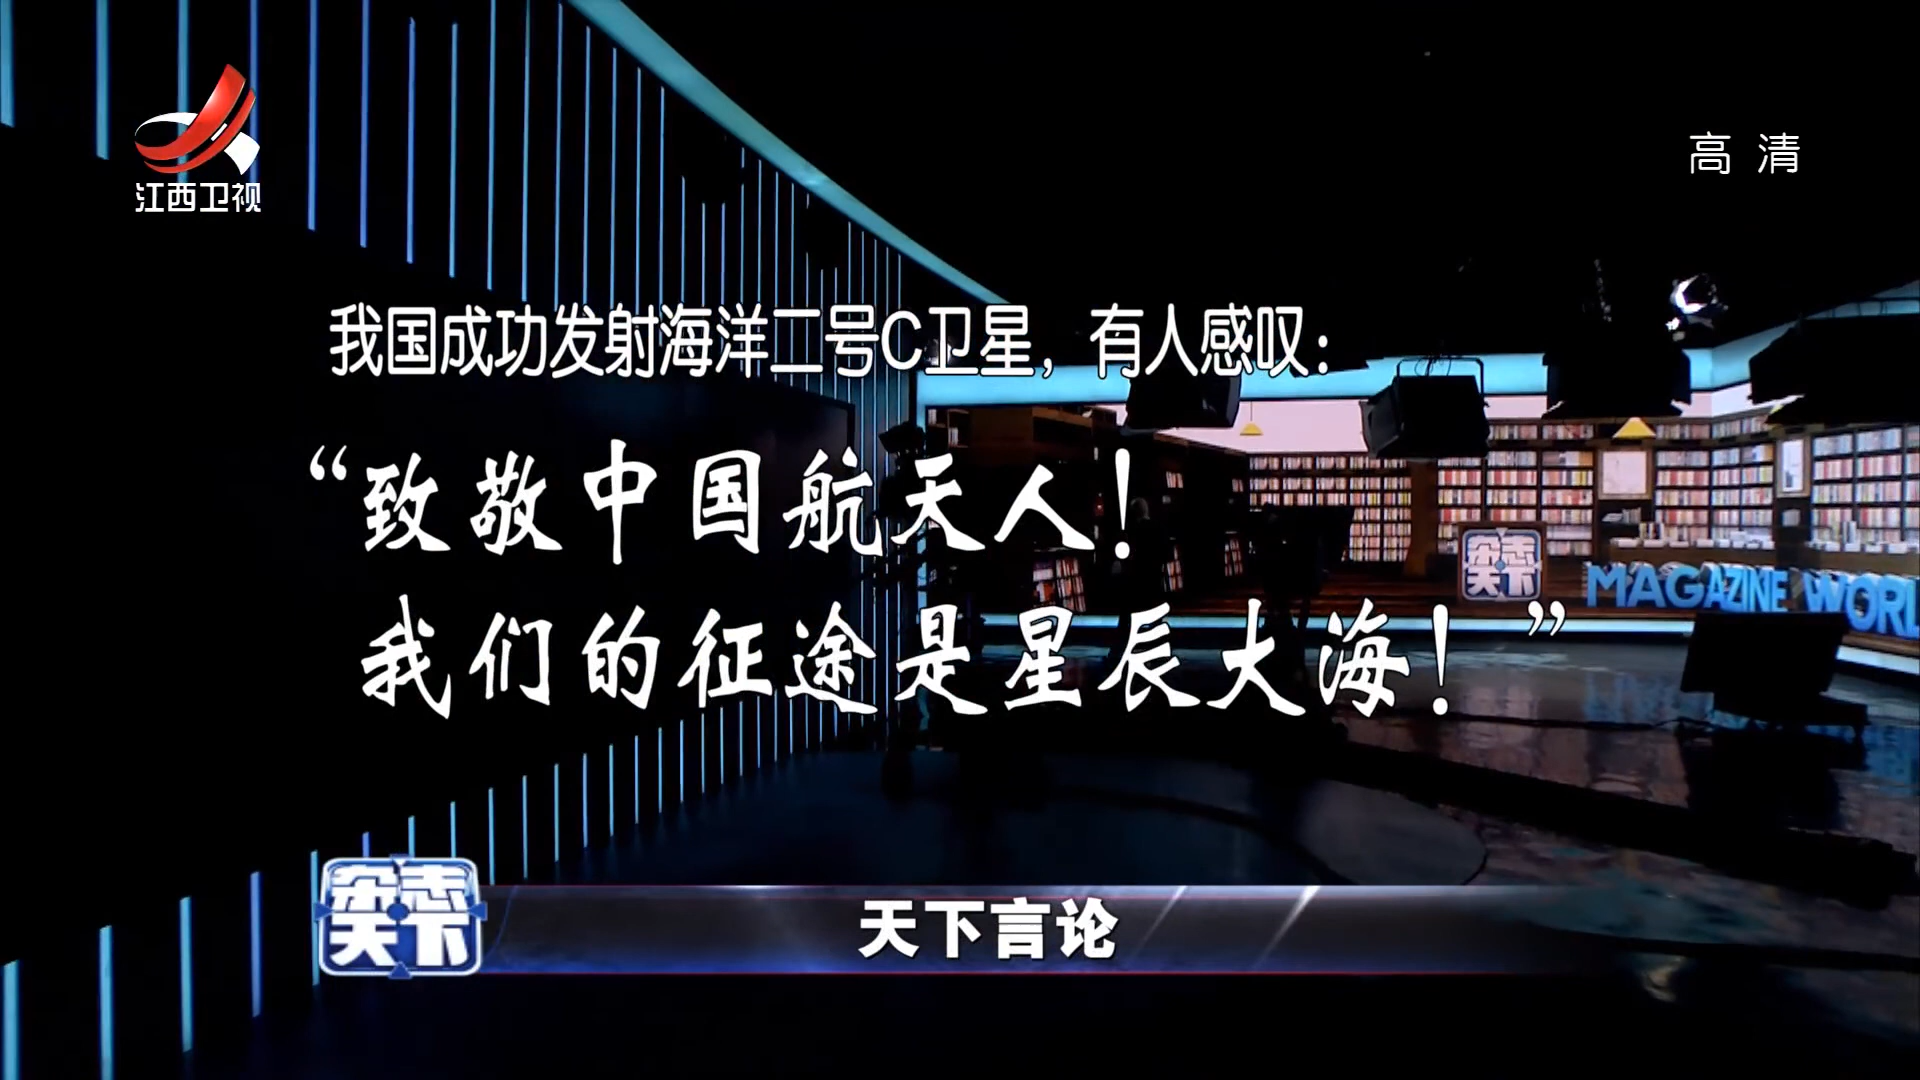 江西卫视
高清
我国成功发射海洋二号C卫星，有人感叹：
“致敬中国航天人！
我们的征途是星辰大海！”
杂志
天下
MAGAZINE WORL
杂志
天下
天下言论